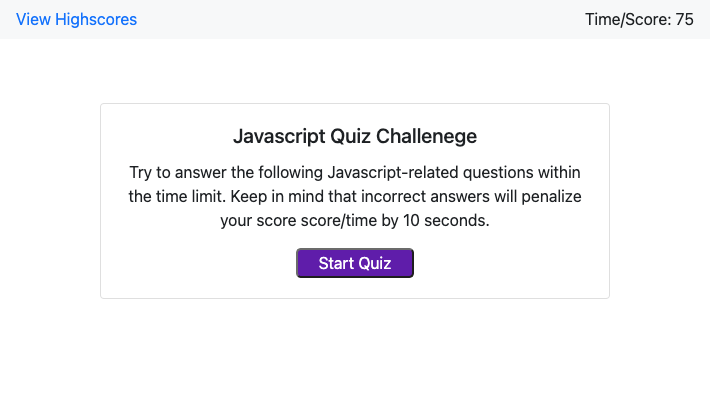 View Highscores
Time/Score: 75
Javascript Quiz Challenege
Try to answer the following Javascript-related questions within
the time limit. Keep in mind that incorrect answers will penalize
your score score/time by 10 seconds.
Start Quiz